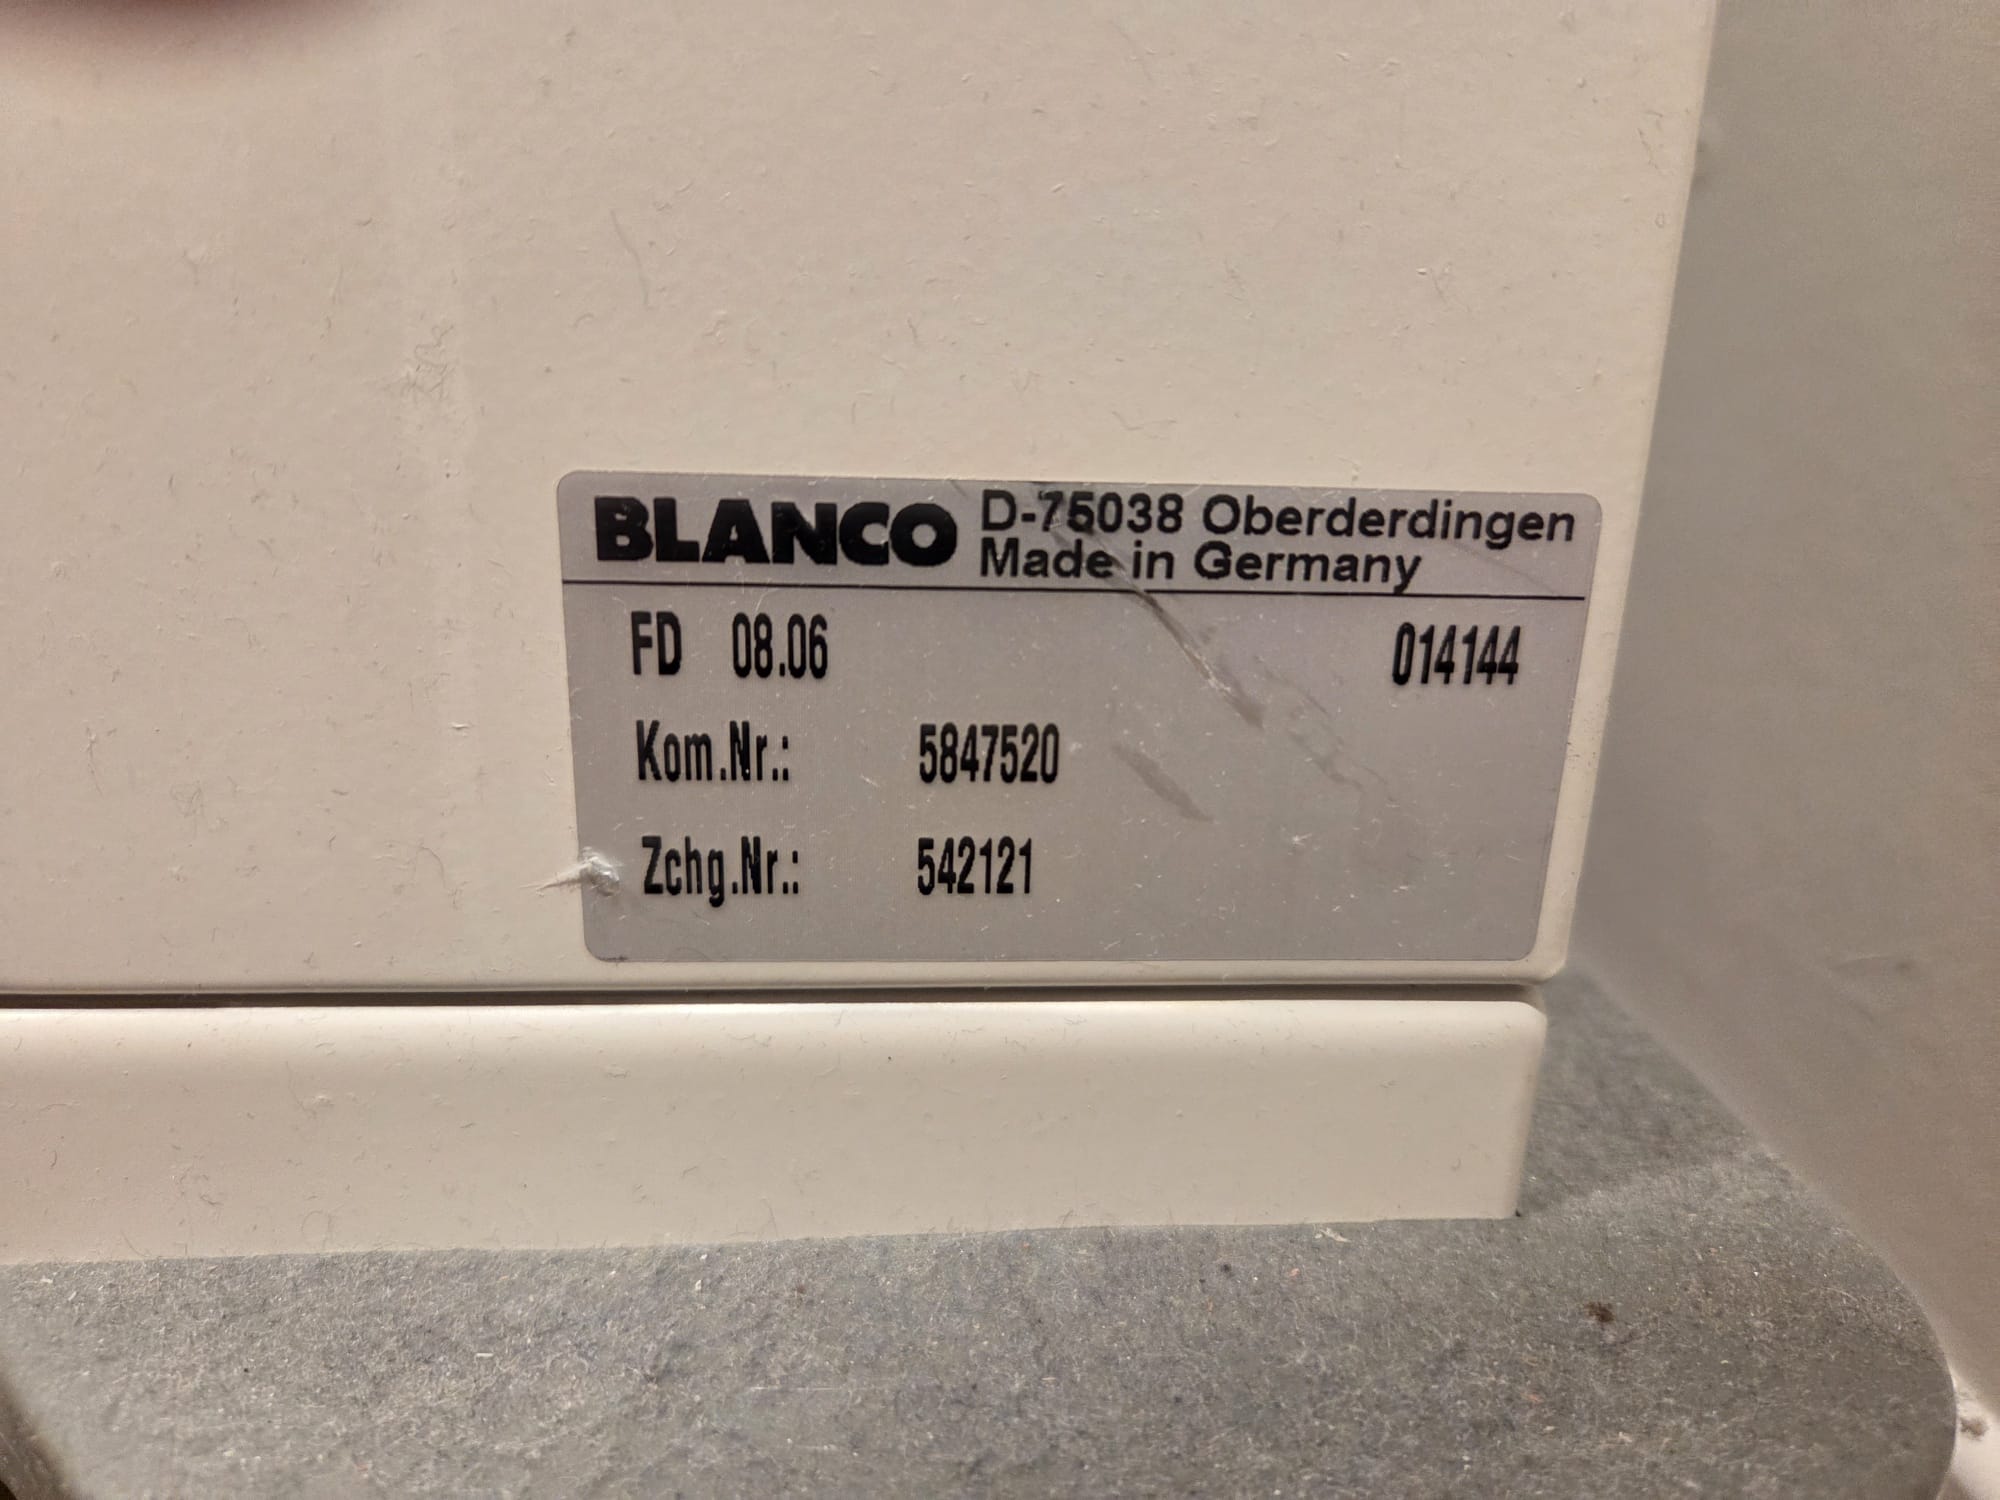 BLANCO D-75038 Oberderdingen
Made in Germany
FD 08.06 014144
Kom.Nr.: 5847520
Zchg.Nr.: 542121